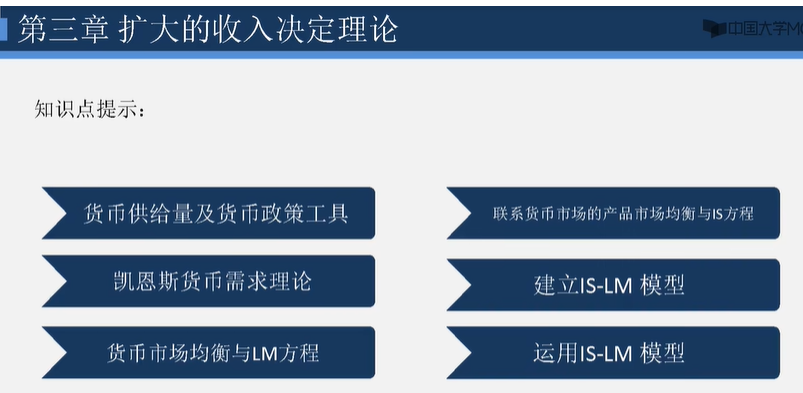 第三章 扩大的收入决定理论
中国大学M
知识点提示：
货币供给量及货币政策工具
凯恩斯货币需求理论
货币市场均衡与LM方程
联系货币市场的产品市场均衡与IS方程
建立IS-LM 模型
运用IS-LM 模型